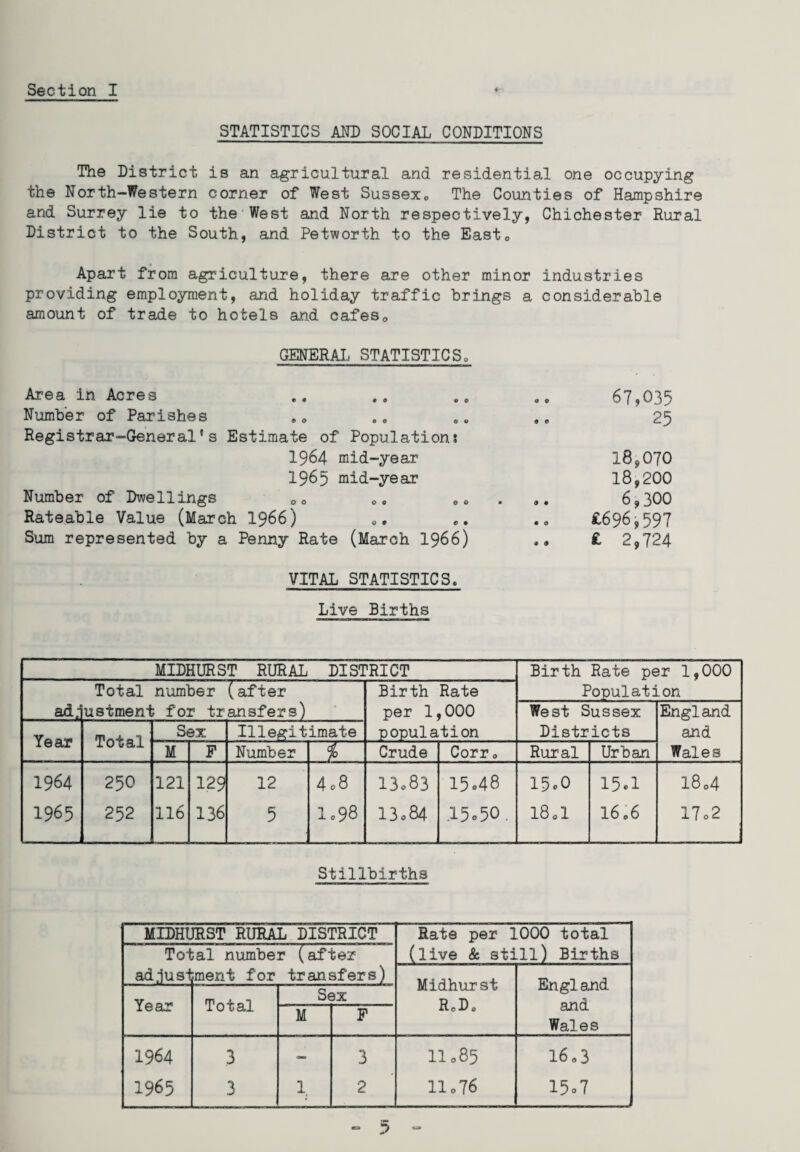 Section I
STATISTICS AND SOCIAL CONDITIONS
The District is an agricultural and residential one occupying
the North-Western corner of West Sussex. The Counties of Hampshire
and Surrey lie to the West and North respectively, Chichester Rural
District to the South, and Petworth to the East.
Apart from agriculture, there are other minor industries
providing employment, and holiday traffic brings a considerable
amount of trade to hotels and cafes.
GENERAL STATISTICS.
Area in Acres .. .. .. .. 67,035
Number of Parishes .. .. .. .. 25
Registrar-General's Estimate of Population:
1964 mid-year 18,070
1965 mid-year 18,200
Number of Dwellings .. .. .. . .. 6,300
Rateable Value (March 1966) .. .. .. £696,597
Sum represented by a Penny Rate (March 1966) .. £ 2,724
VITAL STATISTICS.
Live Births
MIDHURST RURAL DISTRICT Birth Rate per 1,000
Total number (after Birth Rate Population
adjustment for transfers) per 1,000 West Sussex England
Year Total Sex Illegitimate population Districts and
M F Number % Crude Corr. Rural Urban Wales
1964 250 121 129 12 4.8 13.83 15.48 15.0 15.1 18.4
1965 252 116 136 5 1.98 13.84 15.50 18.1 16.6 17.2
Stillbirths
MIDHURST RURAL DISTRICT Rate per 1000 total
Total number (after (live & still) Births
adjustment for transfers) Midhurst England
Year Total Sex R.D. and
M F Wales
1964 3 - 3 11.85 16.3
1965 3 1 2 11.76 15.7
- 5 -